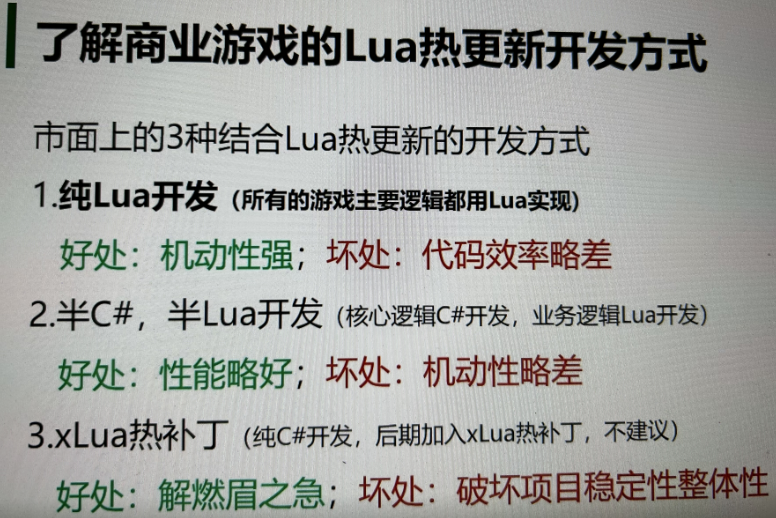 了解商业游戏的Lua热更新开发方式
市面上的3种结合Lua热更新的开发方式
1.纯Lua开发（所有的游戏主要逻辑都用Lua实现）
好处：机动性强；坏处：代码效率略差
2.半C#，半Lua开发（核心逻辑C#开发，业务逻辑Lua开发）
好处：性能略好；坏处：机动性略差
3.xLua热补丁（纯C#开发，后期加入xLua热补丁，不建议）
好处：解燃眉之急；坏处：破坏项目稳定性整体性